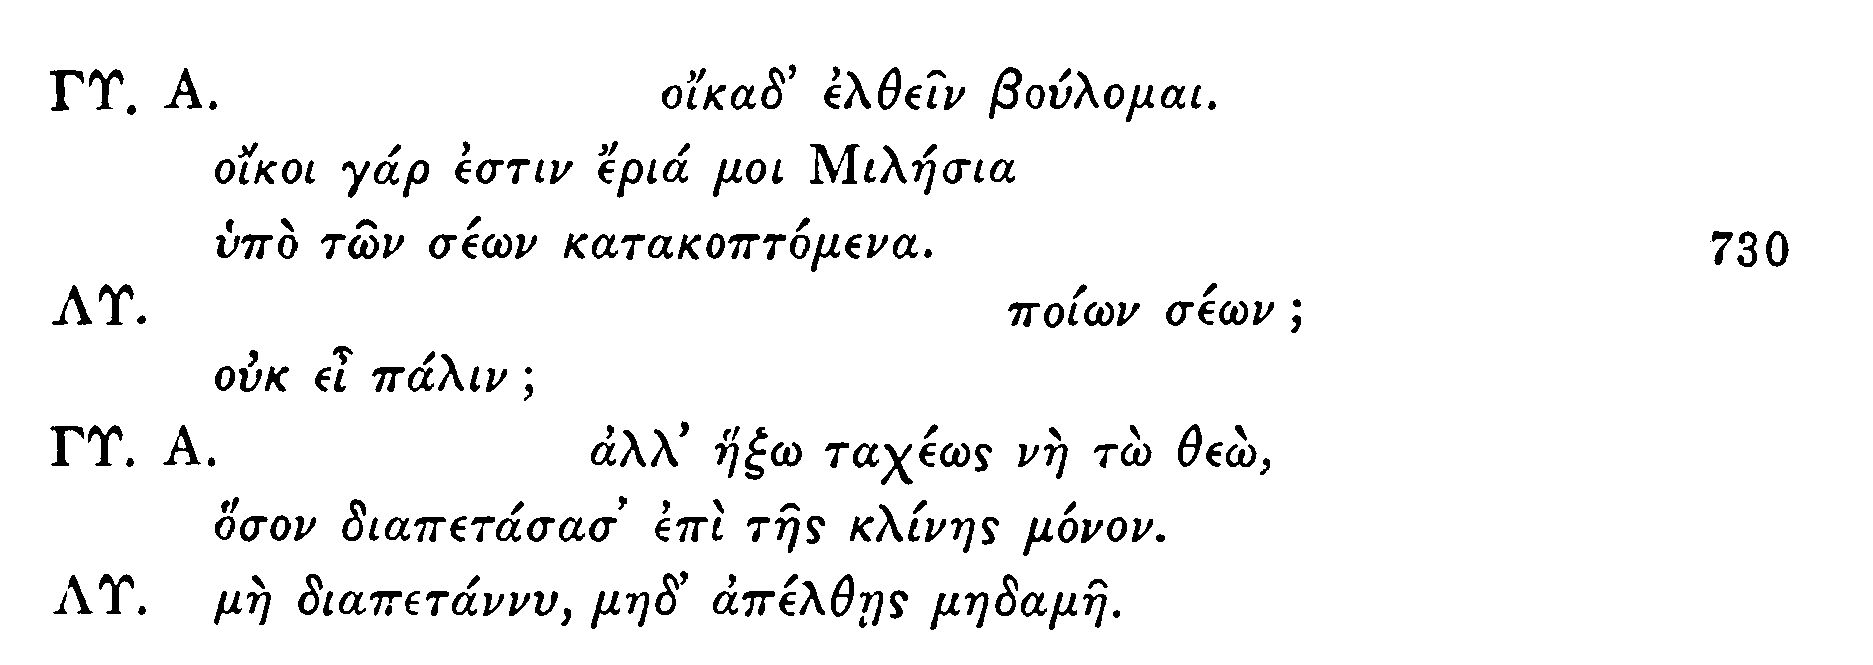 ΓΥ. Α. οἴκαδ’ ἐλθεῖν βούλομαι.
οἴκοι γάρ ἐστιν ἔριά μοι Μιλήσια
ὑπὸ τῶν σέων κατακοπτόμενα. 730
ΛΥ. ποίων σέων ;
οὐκ εἶ πάλιν ;
ΓΥ. Α. ἀλλ’ ἥξω ταχέως νὴ τὼ θεὼ,
ὅσον διαπετάσασ’ ἐπὶ τῆς κλίνης μόνον.
ΛΥ. μὴ διαπετάννυ, μηδ’ ἀπέλθῃς μηδαμῆ.